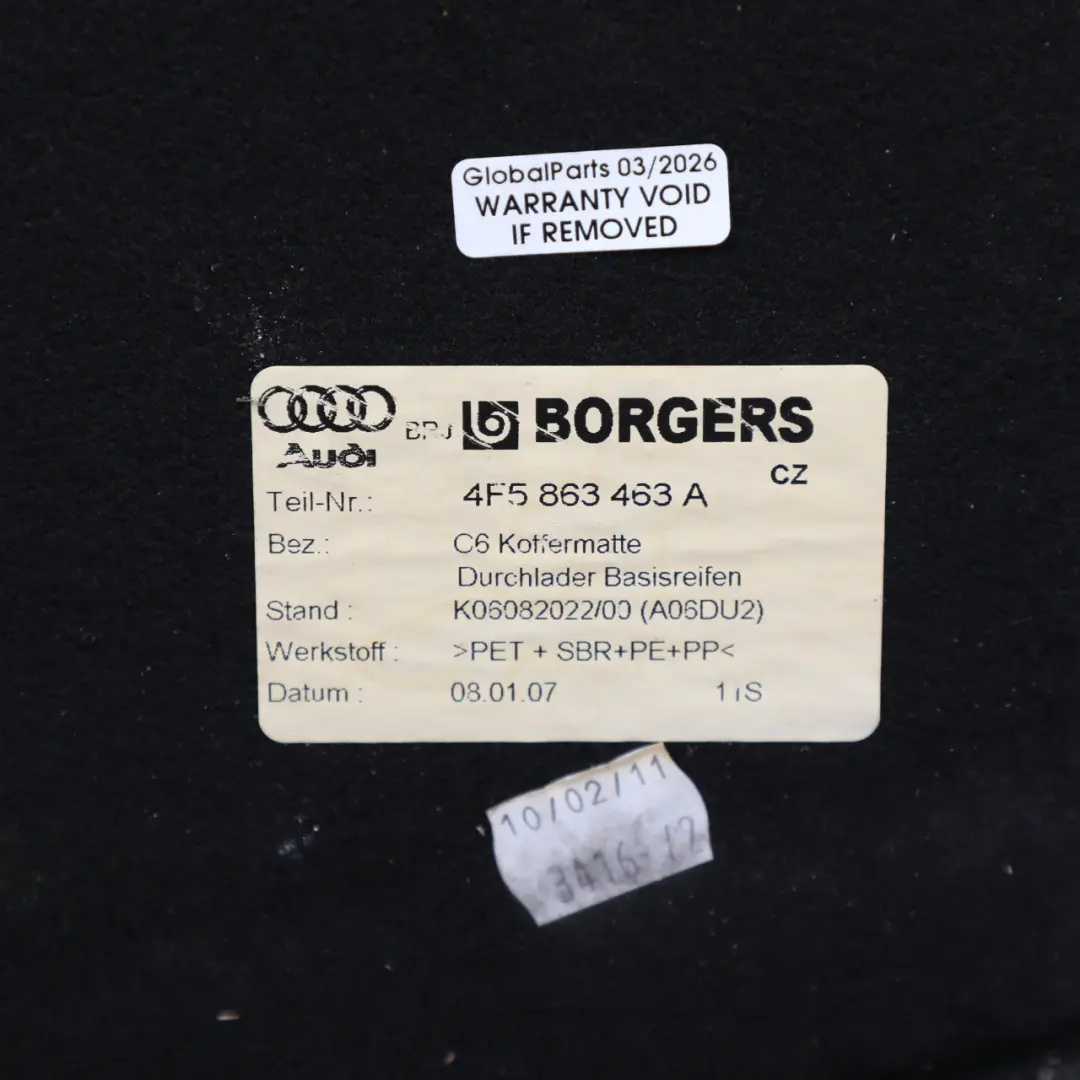 GlobalParts 03/2026
WARRANTY VOID
IF REMOVED
Audi BRJ BORGERS
CZ
Teil-Nr.: 4F5 863 463 A
Bez.: C6 Koffermatte
Durchlader Basisreifen
Stand : K06082022/00 (A06DU2)
Werkstoff : >PET + SBR+PE+PP<
Datum : 08.01.07
10/02/11